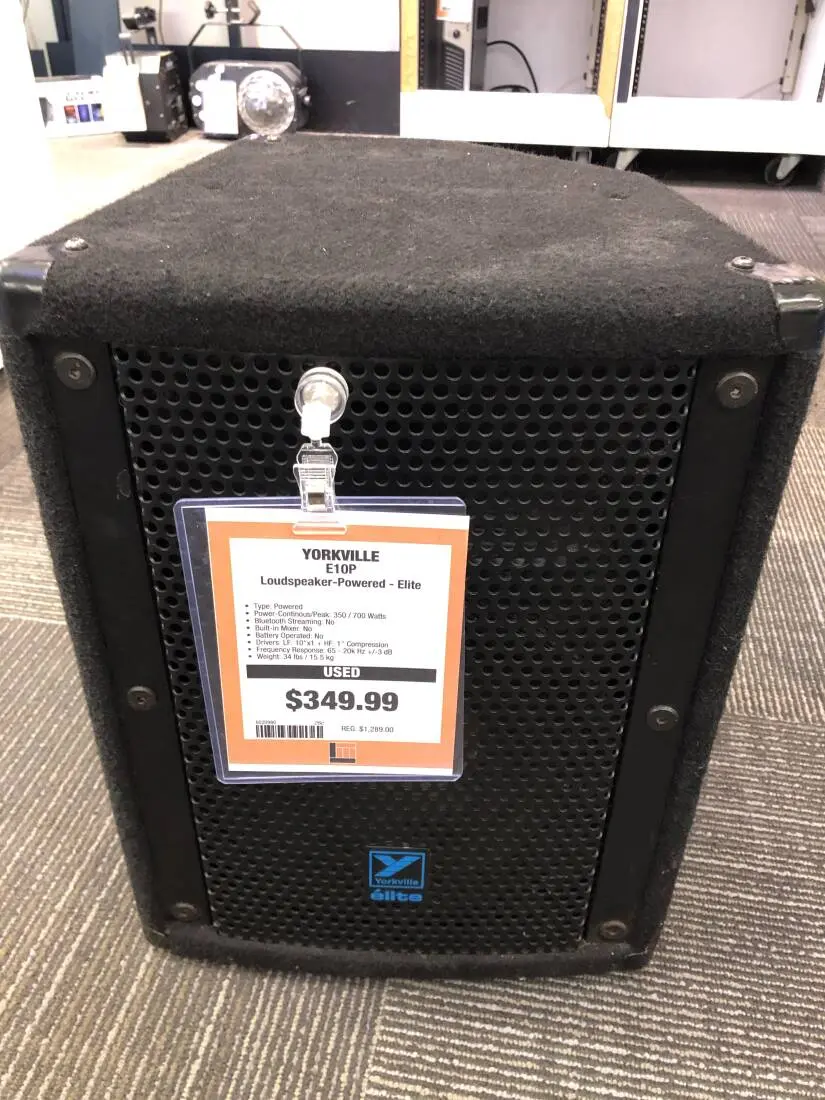 YORKVILLE
E10P
Loudspeaker-Powered - Elite
• Type: Powered
• Power-Continous/Peak: 350 / 700 Watts
• Bluetooth Streaming: No
• Built-in Mixer: No
• Battery Operated: No
• Drivers: LF: 10"x1 + HF: 1" Compression
• Frequency Response: 65 - 20k Hz +/-3 dB
• Weight: 34 lbs / 15.5 kg
USED
$349.99
REG. $1,289.00
Yorkville
élite